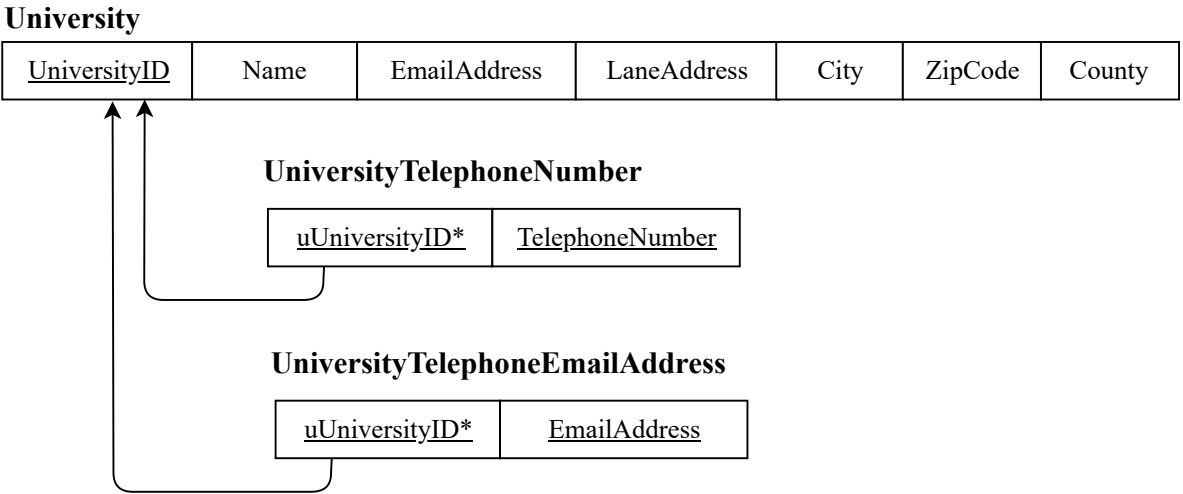 University
UniversityID Name EmailAddress LaneAddress City ZipCode County
UniversityTelephoneNumber
uUniversityID* TelephoneNumber
UniversityTelephoneEmailAddress
uUniversityID* EmailAddress